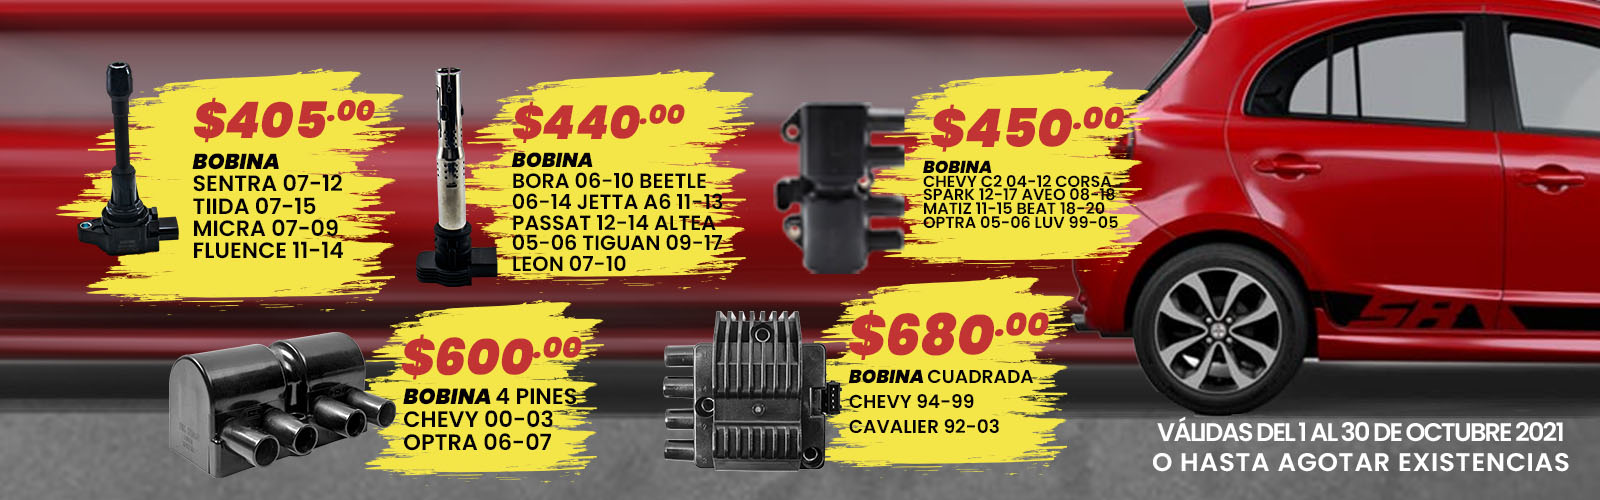 $405.00
BOBINA
SENTRA 07-12
TIIDA 07-15
MICRA 07-09
FLUENCE 11-14
$440.00
BOBINA
BORA 06-10 BEETLE
06-14 JETTA A6 11-13
PASSAT 12-14 ALTEA
05-06 TIGUAN 09-17
LEON 07-10
$450.00
BOBINA
CHEVY C2 04-12 CORSA
SPARK 12-17 AVEO 08-18
MATIZ 11-15 BEAT 18-20
OPTRA 05-06 LUV 99-05
$600.00
BOBINA 4 PINES
CHEVY 00-03
OPTRA 06-07
$680.00
BOBINA CUADRADA
CHEVY 94-99
CAVALIER 92-03
VÁLIDAS DEL 1 AL 30 DE OCTUBRE 2021
O HASTA AGOTAR EXISTENCIAS